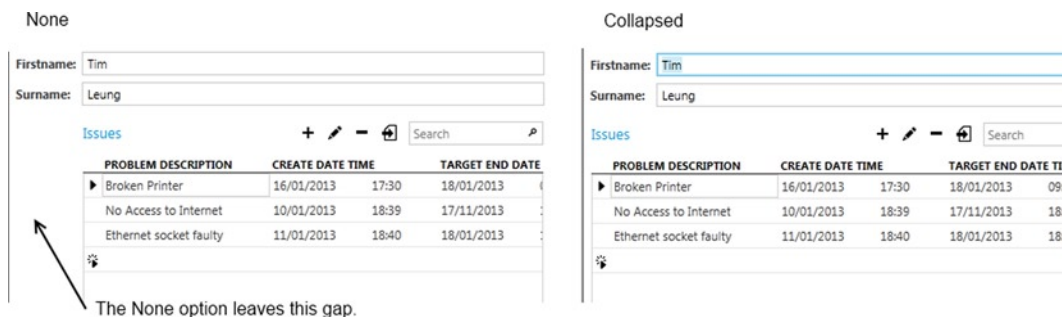 None
Firstname: Tim
Surname: Leung
Issues Search
PROBLEM DESCRIPTION CREATE DATE TIME TARGET END DATE
Broken Printer 16/01/2013 17:30 18/01/2013
No Access to Internet 10/01/2013 18:39 17/11/2013
Ethernet socket faulty 11/01/2013 18:40 18/01/2013
The None option leaves this gap.
Collapsed
Firstname: Tim
Surname: Leung
Issues Search
PROBLEM DESCRIPTION CREATE DATE TIME TARGET END DATE TI
Broken Printer 16/01/2013 17:30 18/01/2013 09
No Access to Internet 10/01/2013 18:39 17/11/2013 18
Ethernet socket faulty 11/01/2013 18:40 18/01/2013 18